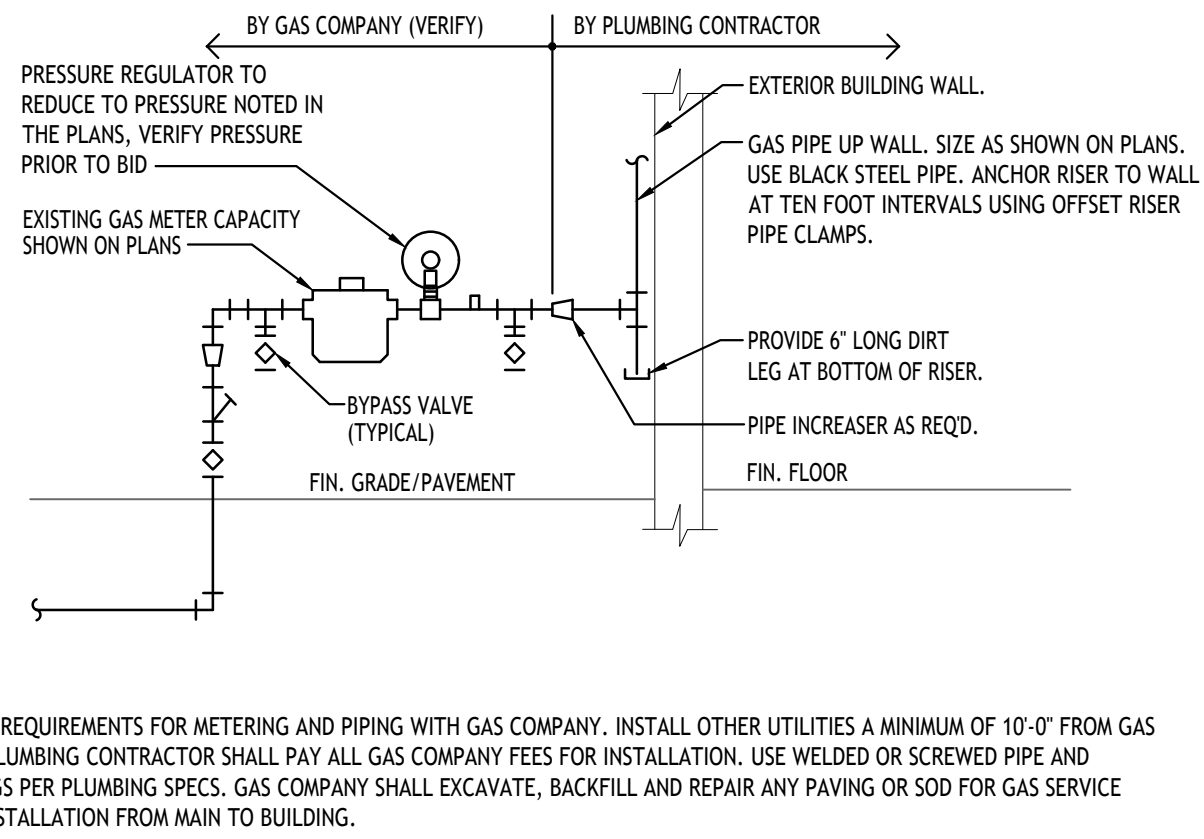 BY GAS COMPANY (VERIFY)
BY PLUMBING CONTRACTOR
PRESSURE REGULATOR TO
REDUCE TO PRESSURE NOTED IN
THE PLANS, VERIFY PRESSURE
PRIOR TO BID
EXISTING GAS METER CAPACITY
SHOWN ON PLANS
EXTERIOR BUILDING WALL.
GAS PIPE UP WALL. SIZE AS SHOWN ON PLANS.
USE BLACK STEEL PIPE. ANCHOR RISER TO WALL
AT TEN FOOT INTERVALS USING OFFSET RISER
PIPE CLAMPS.
PROVIDE 6" LONG DIRT
LEG AT BOTTOM OF RISER.
BYPASS VALVE
(TYPICAL)
PIPE INCREASER AS REQ'D.
FIN. GRADE/PAVEMENT
FIN. FLOOR
REQUIREMENTS FOR METERING AND PIPING WITH GAS COMPANY. INSTALL OTHER UTILITIES A MINIMUM OF 10'-0" FROM GAS
LUMBING CONTRACTOR SHALL PAY ALL GAS COMPANY FEES FOR INSTALLATION. USE WELDED OR SCREWED PIPE AND
GS PER PLUMBING SPECS. GAS COMPANY SHALL EXCAVATE, BACKFILL AND REPAIR ANY PAVING OR SOD FOR GAS SERVICE
STALLATION FROM MAIN TO BUILDING.